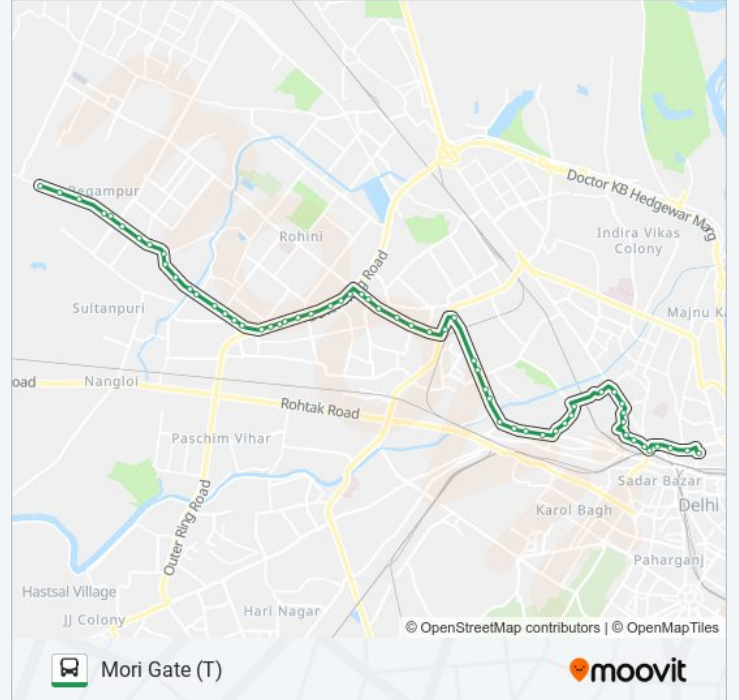 Begampur
Doctor KB Hedgewar Marg
Indira Vikas
Colony
Rohini
Road
Sultanpuri
Majnu Ka
oad
Nangloi
Rohtak Road
Paschim Vihar
Sadar Bazar
Karol Bagh
Delhi
Outer Ring Road
Paharganj
Hastsal Village
JJ Colony
Hari Nagar
© OpenStreetMap contributors | © OpenMapTiles
Mori Gate (T)
moovit